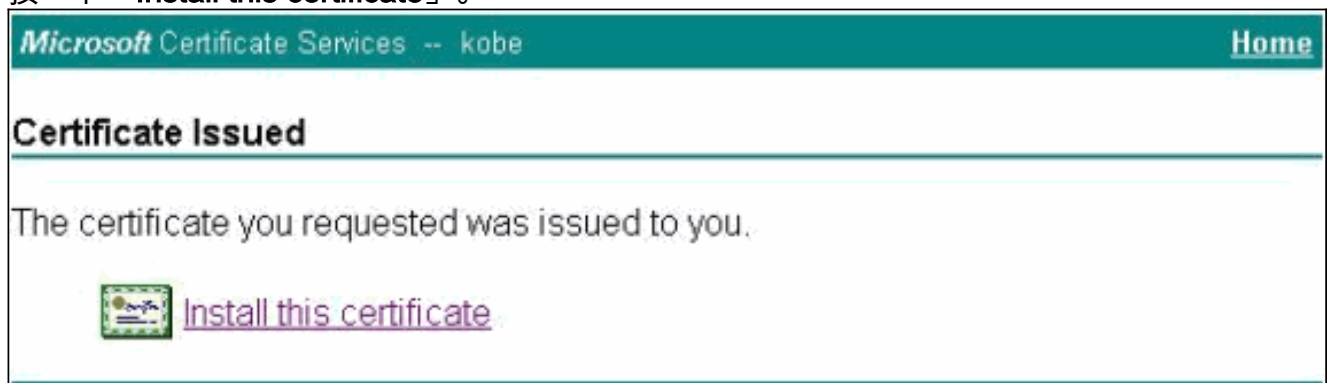 Microsoft Certificate Services -- kobe Home
Certificate Issued
The certificate you requested was issued to you.
Install this certificate